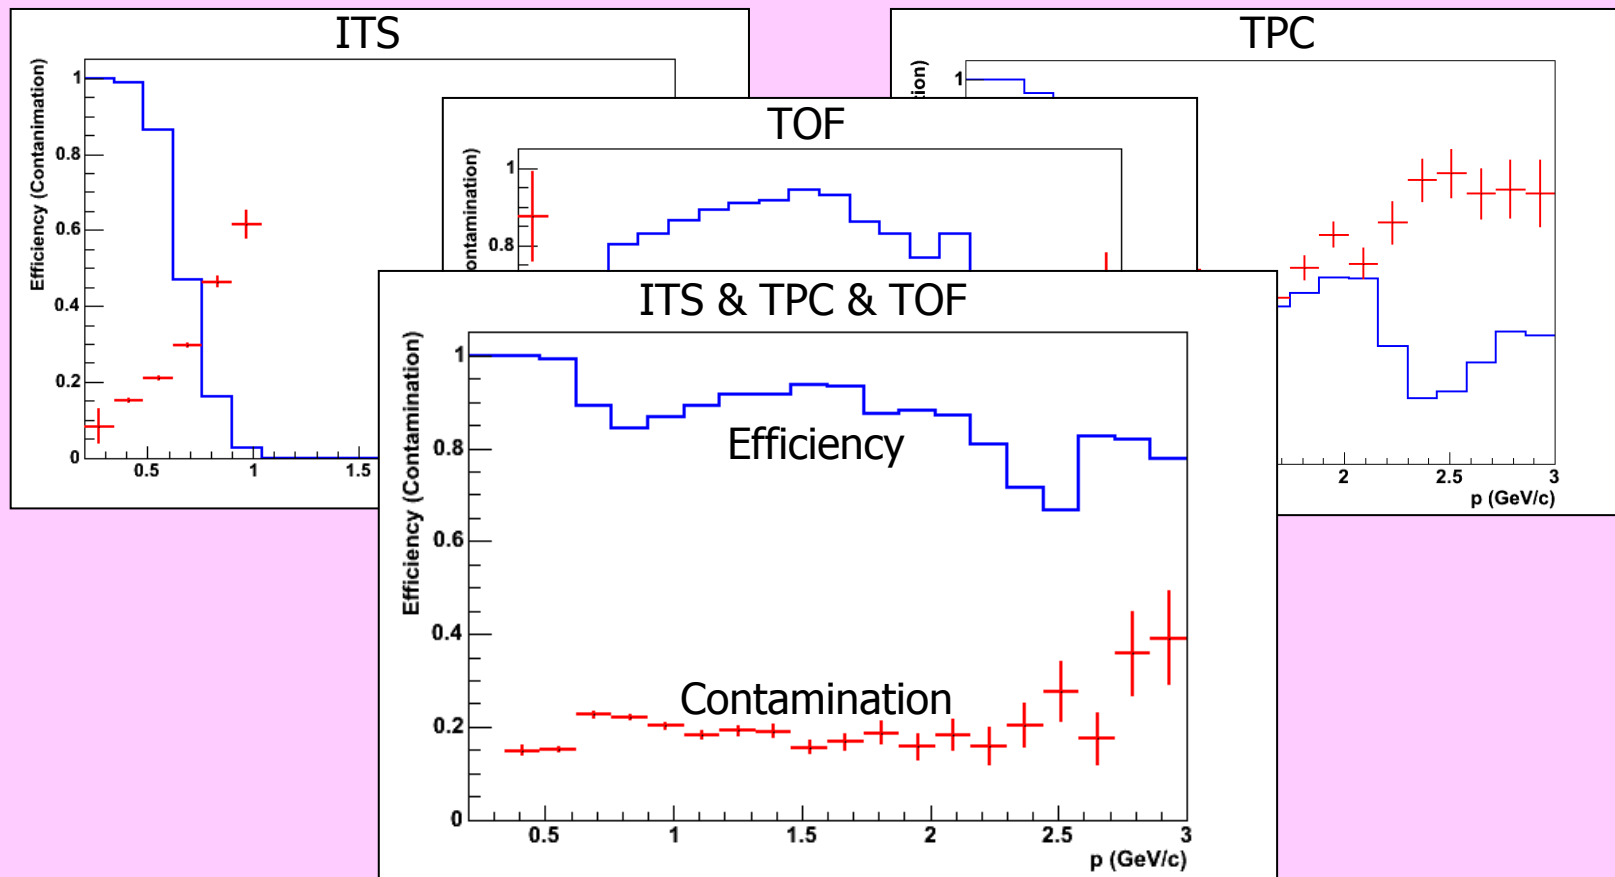 ITS
Efficiency (Contanimation)
1
0.8
0.6
0.4
0.2
0
0.5
1
1.5
TPC
1
2
2.5
3
p (GeV/c)
TOF
1
0.8
ITS & TPC & TOF
Efficiency (Contamination)
1
0.8
0.6
0.4
0.2
0
Efficiency
Contamination
0.5
1
1.5
2
2.5
3
p (GeV/c)